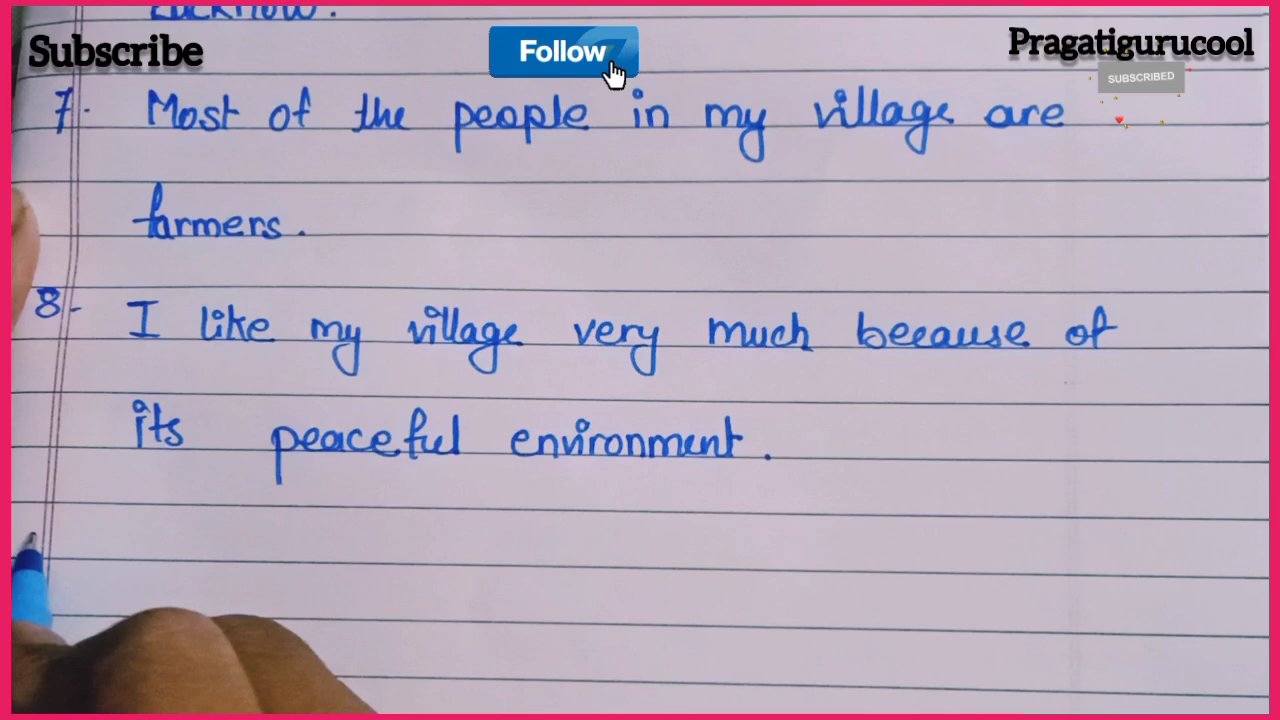 Lucknow.
Subscribe
Follow
Pragatigurucool
SUBSCRIBED
7. Most of the people in my village are
farmers.
8- I like my village very much because of
its peaceful environment.